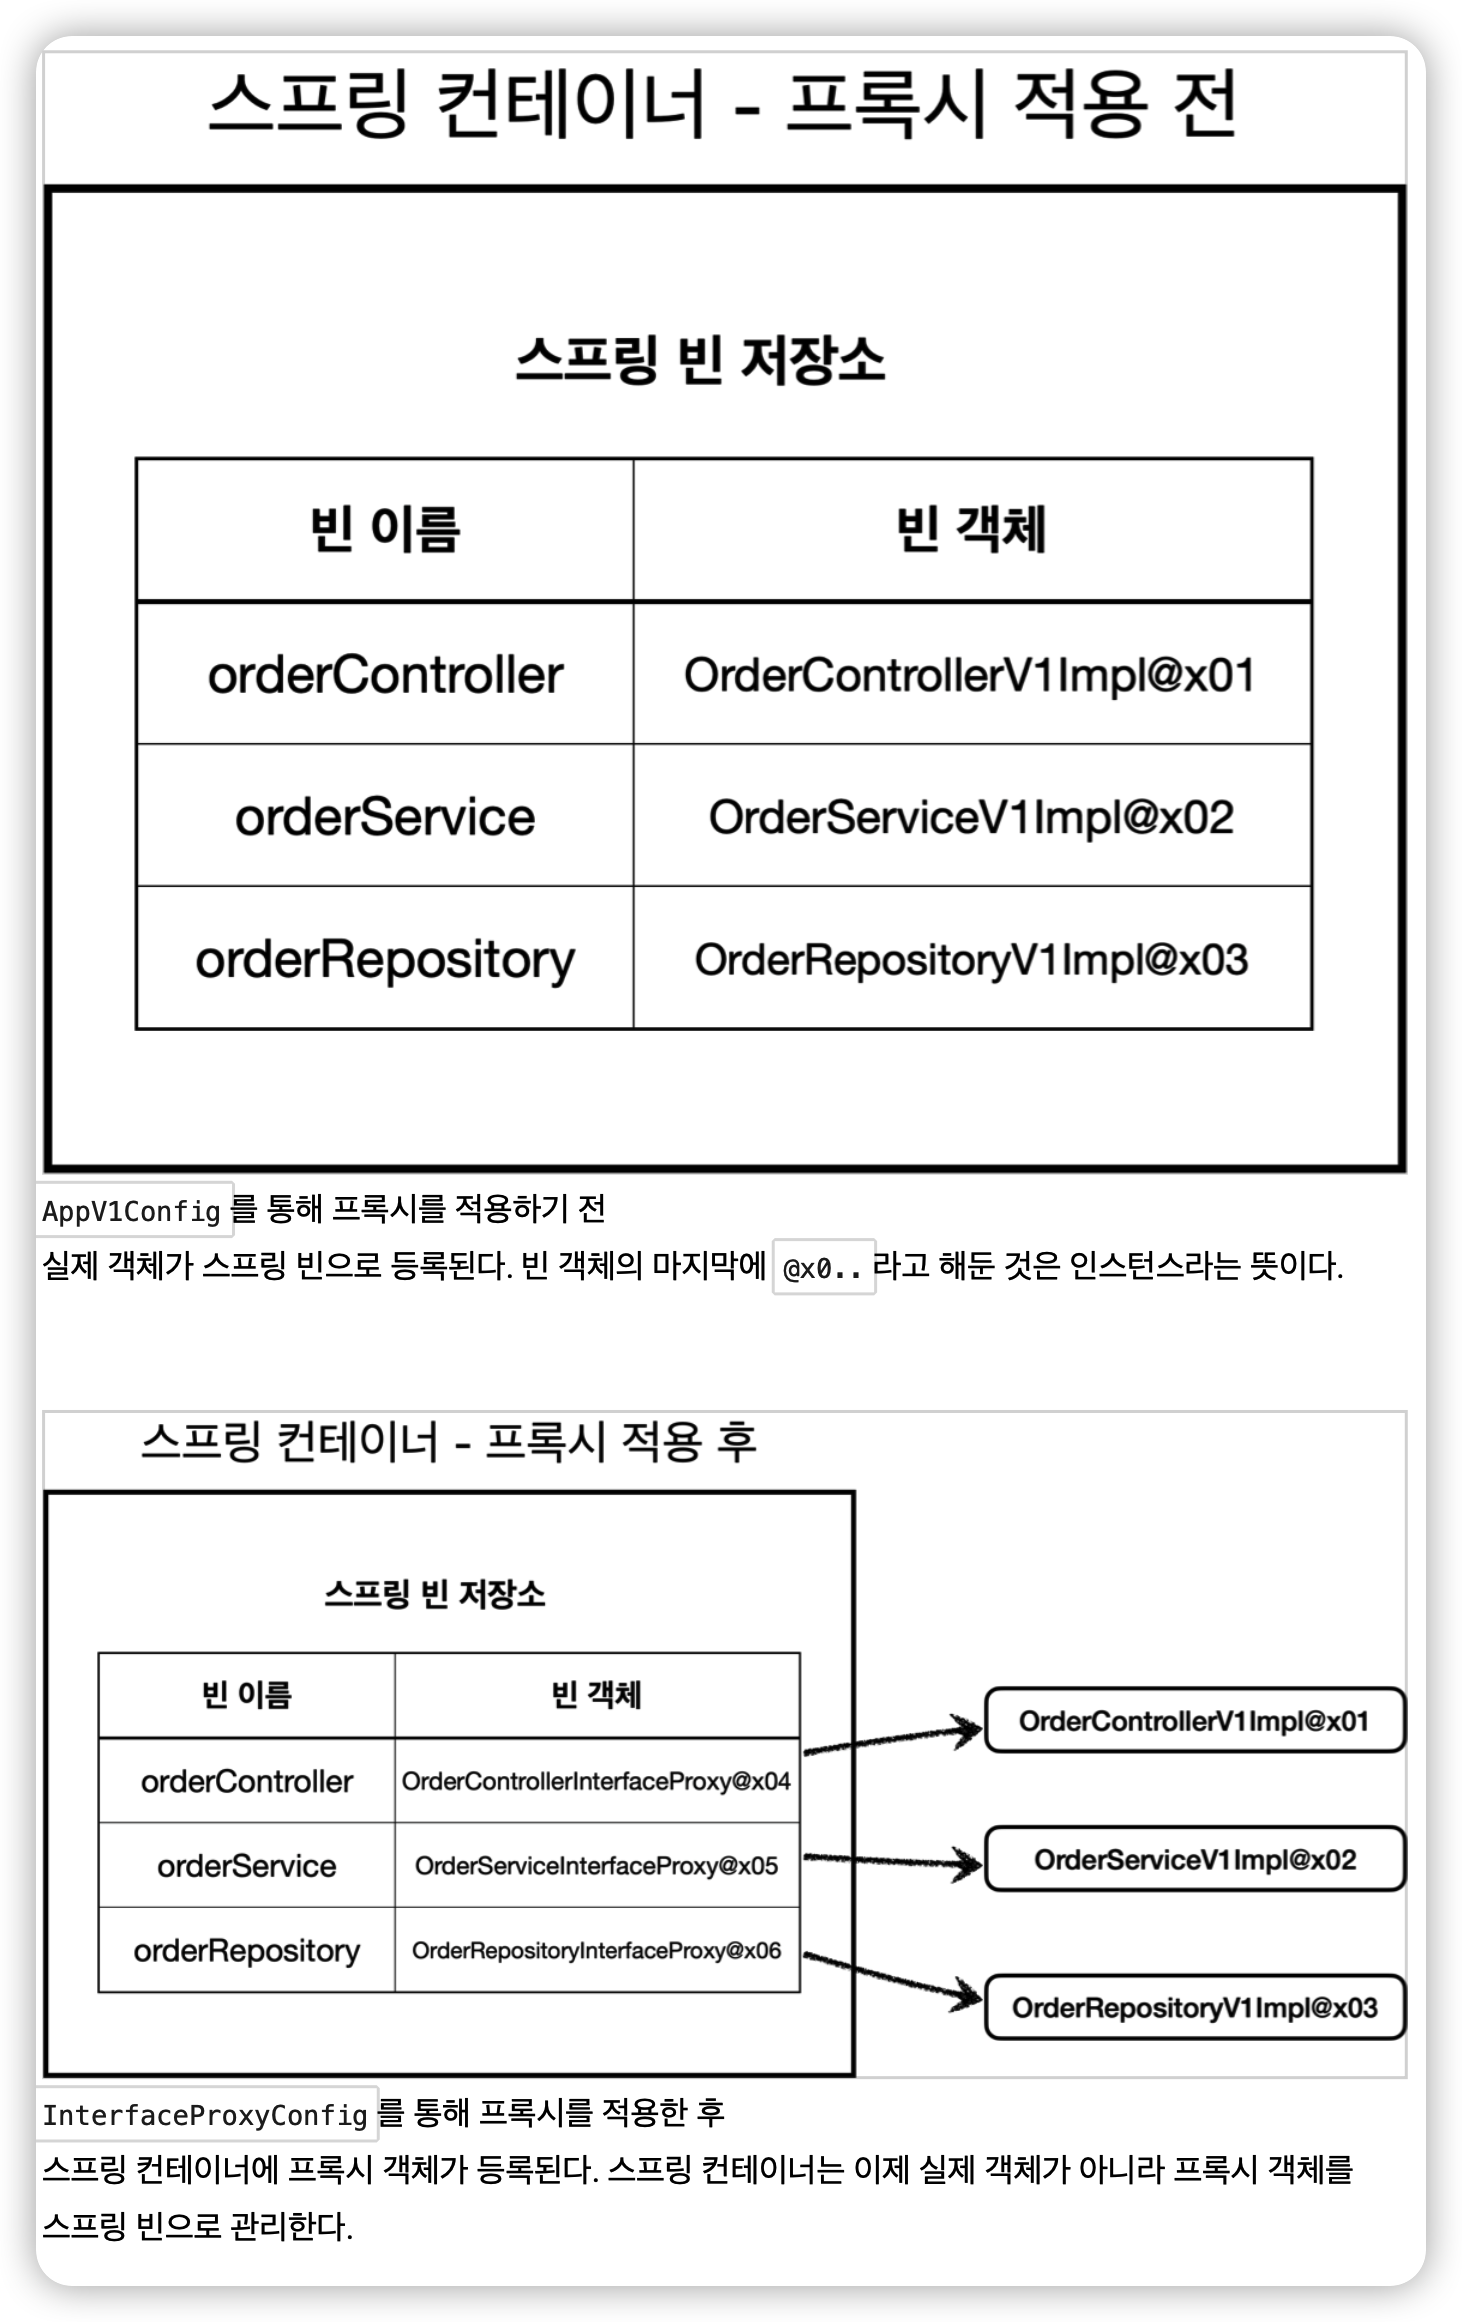 스프링 컨테이너 - 프록시 적용 전
스프링 빈 저장소
빈 이름 빈 객체
orderController OrderControllerV1Impl@x01
orderService OrderServiceV1Impl@x02
orderRepository OrderRepositoryV1Impl@x03
AppV1Config 를 통해 프록시를 적용하기 전
실제 객체가 스프링 빈으로 등록된다. 빈 객체의 마지막에 @x0.. 라고 해둔 것은 인스턴스라는 뜻이다.
스프링 컨테이너 - 프록시 적용 후
스프링 빈 저장소
빈 이름 빈 객체
orderController OrderControllerInterfaceProxy@x04
orderService OrderServiceInterfaceProxy@x05
orderRepository OrderRepositoryInterfaceProxy@x06
OrderControllerV1Impl@x01
OrderServiceV1Impl@x02
OrderRepositoryV1Impl@x03
InterfaceProxyConfig 를 통해 프록시를 적용한 후
스프링 컨테이너에 프록시 객체가 등록된다. 스프링 컨테이너는 이제 실제 객체가 아니라 프록시 객체를
스프링 빈으로 관리한다.